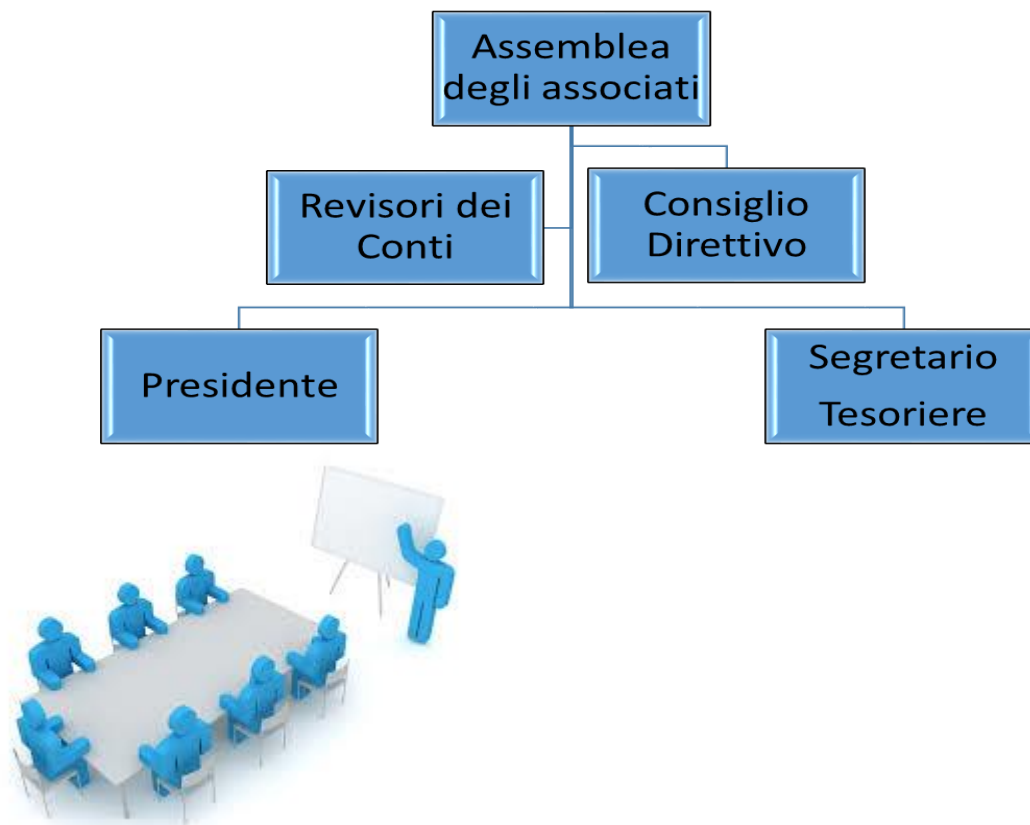 Assemblea
degli associati
Revisori dei
Conti
Consiglio
Direttivo
Presidente
Segretario
Tesoriere